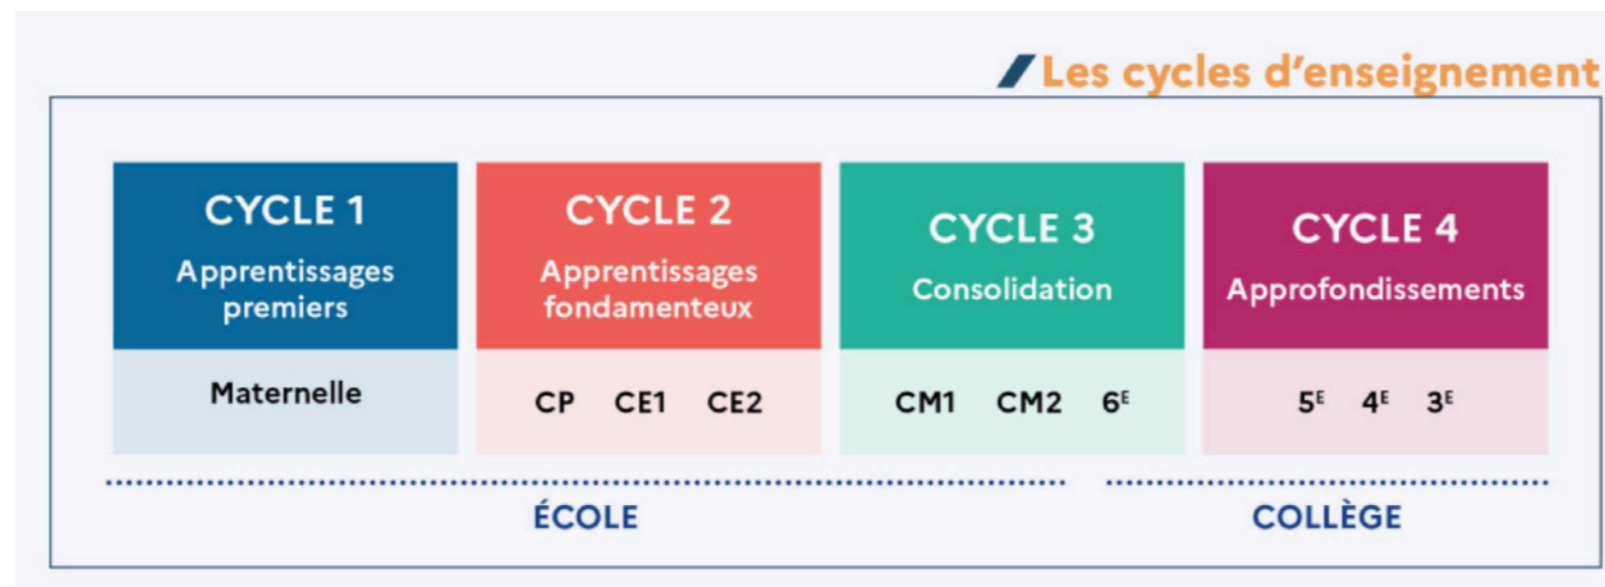 Les cycles d'enseignement
CYCLE 1
Apprentissages
premiers
Maternelle
CYCLE 2
Apprentissages
fondamenteux
CP CE1 CE2
CYCLE 3
Consolidation
CM1 CM2 6ᴱ
CYCLE 4
Approfondissements
5ᴱ 4ᴱ 3ᴱ
ÉCOLE
COLLÈGE